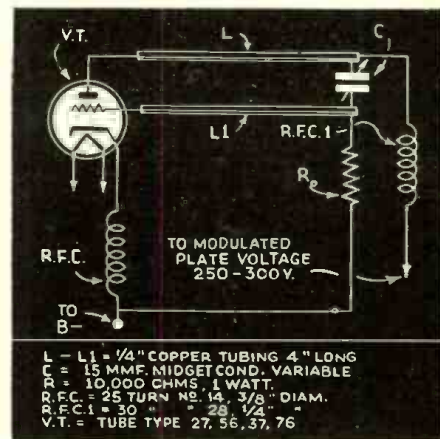 V.T.
L
C
L1
R.F.C.1
Re
R.F.C.
TO MODULATED
PLATE VOLTAGE
250-300V.
TO
B-
L - L1 = 1/4" COPPER TUBING 4" LONG
C = 15 MMF. MIDGET COND. VARIABLE
R = 10,000 OHMS, 1 WATT.
R.F.C. = 25 TURN NO. 14, 3/8" DIAM.
R.F.C.1 = 30 " " 28, 1/4" "
V.T. = TUBE TYPE 27, 56, 37, 76